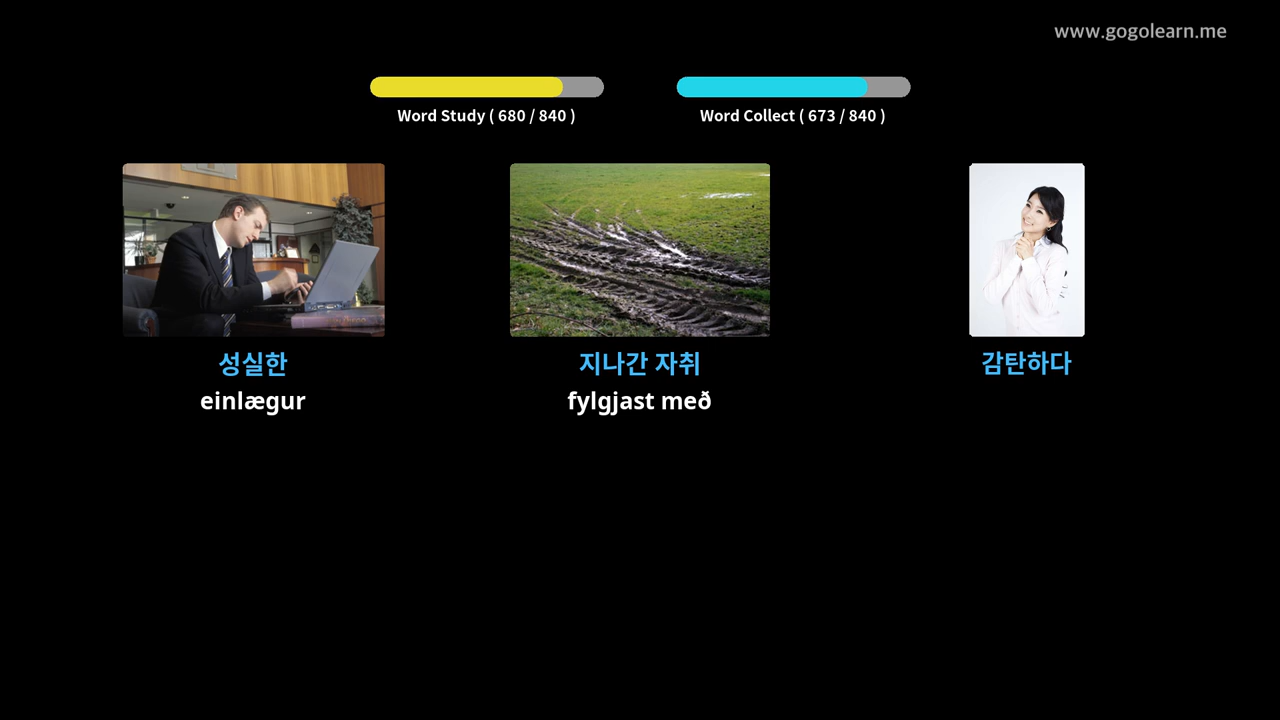 www.gogolearn.me
Word Study ( 680 / 840 )
Word Collect ( 673 / 840 )
성실한
einlægur
지나간 자취
fylgjast með
감탄하다